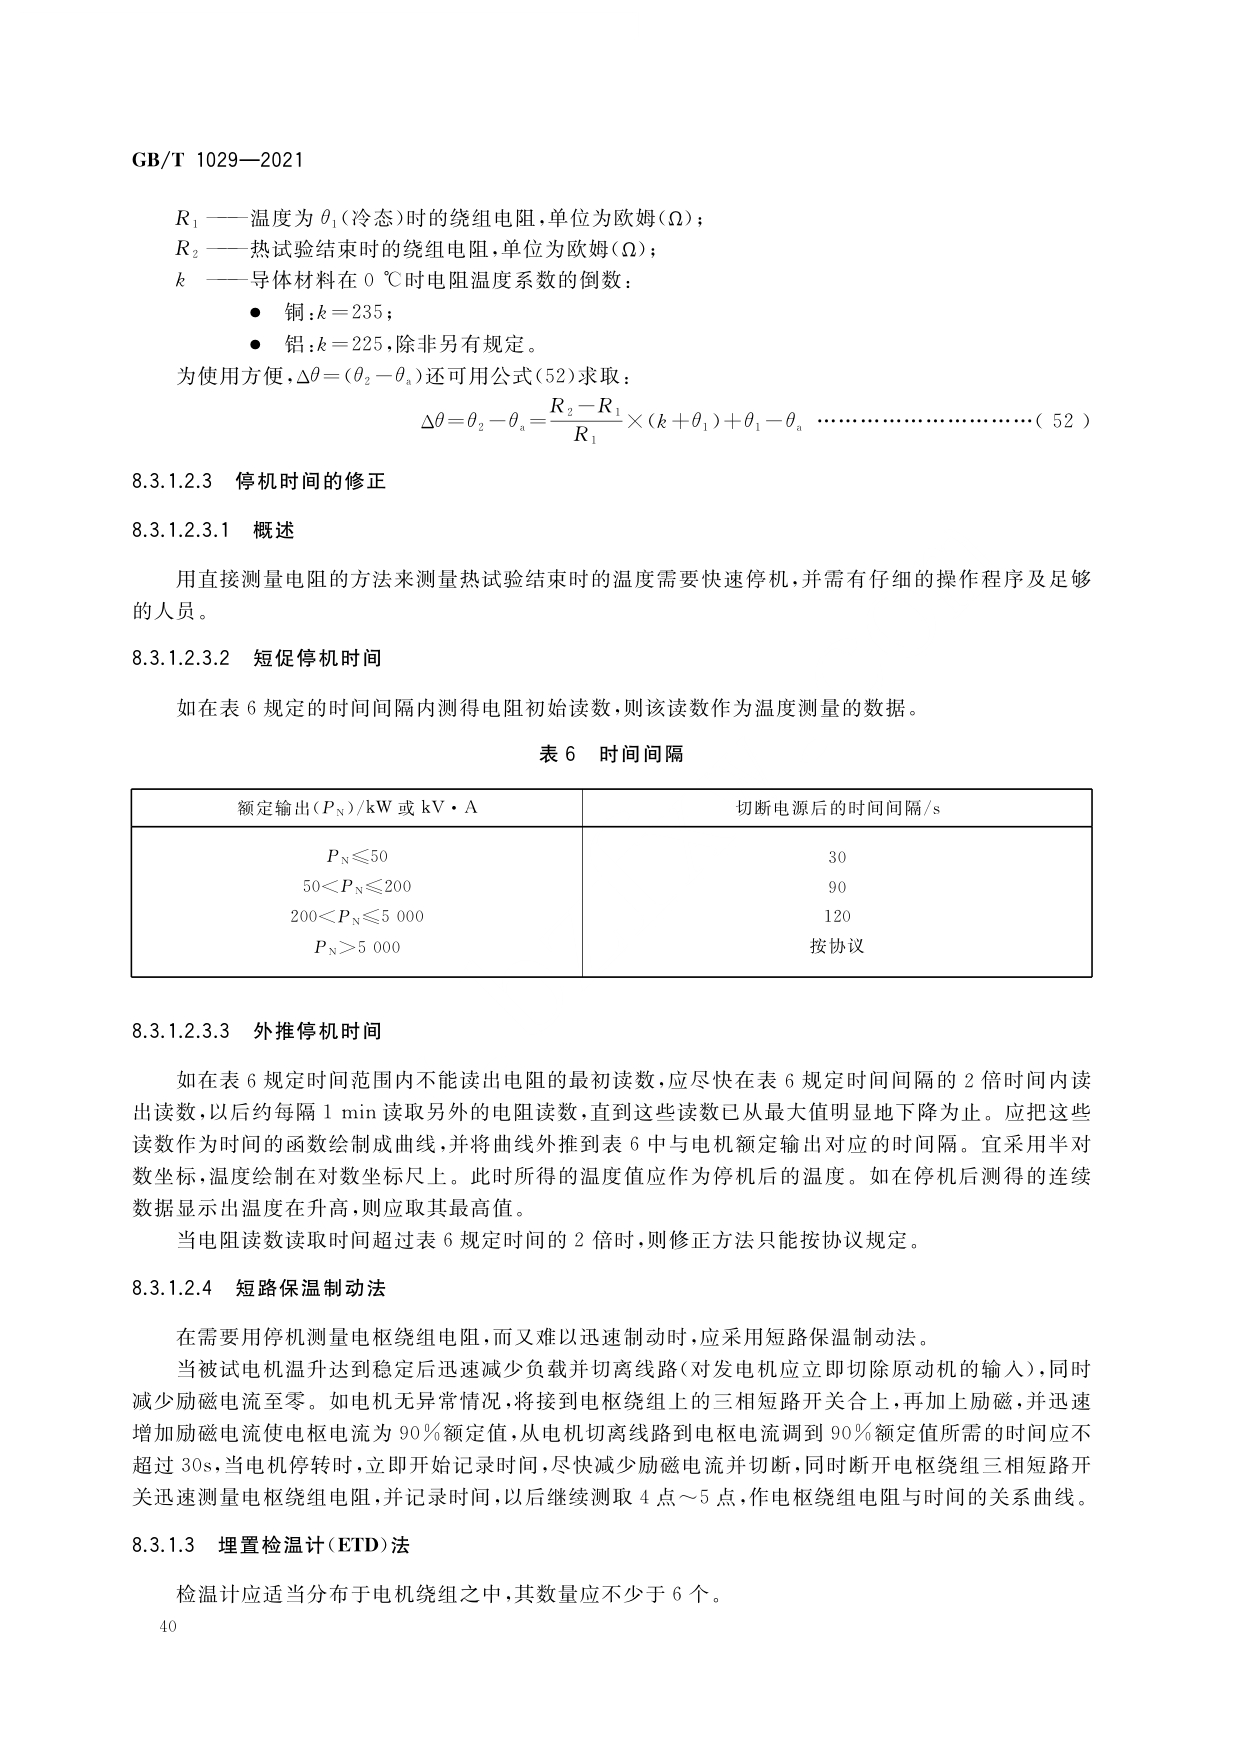 GB/T 1029—2021
R₁ ——温度为 θ₁(冷态)时的绕组电阻,单位为欧姆(Ω);
R₂ ——热试验结束时的绕组电阻,单位为欧姆(Ω);
k ——导体材料在 0 ℃时电阻温度系数的倒数:
● 铜:k=235;
● 铝:k=225,除非另有规定。
为使用方便,Δθ=(θ₂-θₐ)还可用公式(52)求取:
Δθ=θ₂-θₐ=(R₂-R₁)/R₁×(k+θ₁)+θ₁-θₐ …………………………( 52 )
8.3.1.2.3 停机时间的修正
8.3.1.2.3.1 概述
用直接测量电阻的方法来测量热试验结束时的温度需要快速停机,并需有仔细的操作程序及足够
的人员。
8.3.1.2.3.2 短促停机时间
如在表 6 规定的时间间隔内测得电阻初始读数,则该读数作为温度测量的数据。
表 6 时间间隔
额定输出(P_N)/kW 或 kV·A 切断电源后的时间间隔/s
P_N≤50 30
50<P_N≤200 90
200<P_N≤5 000 120
P_N>5 000 按协议
8.3.1.2.3.3 外推停机时间
如在表 6 规定时间范围内不能读出电阻的最初读数,应尽快在表 6 规定时间间隔的 2 倍时间内读
出读数,以后约每隔 1 min 读取另外的电阻读数,直到这些读数已从最大值明显地下降为止。应把这些
读数作为时间的函数绘制成曲线,并将曲线外推到表 6 中与电机额定输出对应的时间间隔。宜采用半对
数坐标,温度绘制在对数坐标尺上。此时所得的温度值应作为停机后的温度。如在停机后测得的连续
数据显示出温度在升高,则应取其最高值。
当电阻读数读取时间超过表 6 规定时间的 2 倍时,则修正方法只能按协议规定。
8.3.1.2.4 短路保温制动法
在需要用停机测量电枢绕组电阻,而又难以迅速制动时,应采用短路保温制动法。
当被试电机温升达到稳定后迅速减少负载并切离线路(对发电机应立即切除原动机的输入),同时
减少励磁电流至零。如电机无异常情况,将接到电枢绕组上的三相短路开关合上,再加上励磁,并迅速
增加励磁电流使电枢电流为 90%额定值,从电机切离线路到电枢电流调到 90%额定值所需的时间应不
超过 30s,当电机停转时,立即开始记录时间,尽快减少励磁电流并切断,同时断开电枢绕组三相短路开
关迅速测量电枢绕组电阻,并记录时间,以后继续测取 4 点~5 点,作电枢绕组电阻与时间的关系曲线。
8.3.1.3 埋置检温计(ETD)法
检温计应适当分布于电机绕组之中,其数量应不少于 6 个。
40